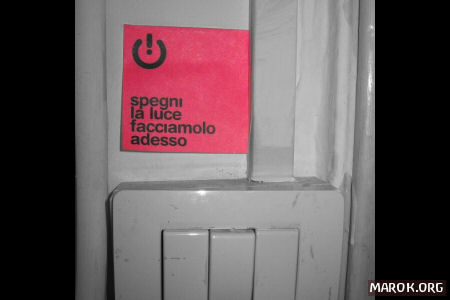 spegni
la luce
facciamolo
adesso
MAROK.ORG